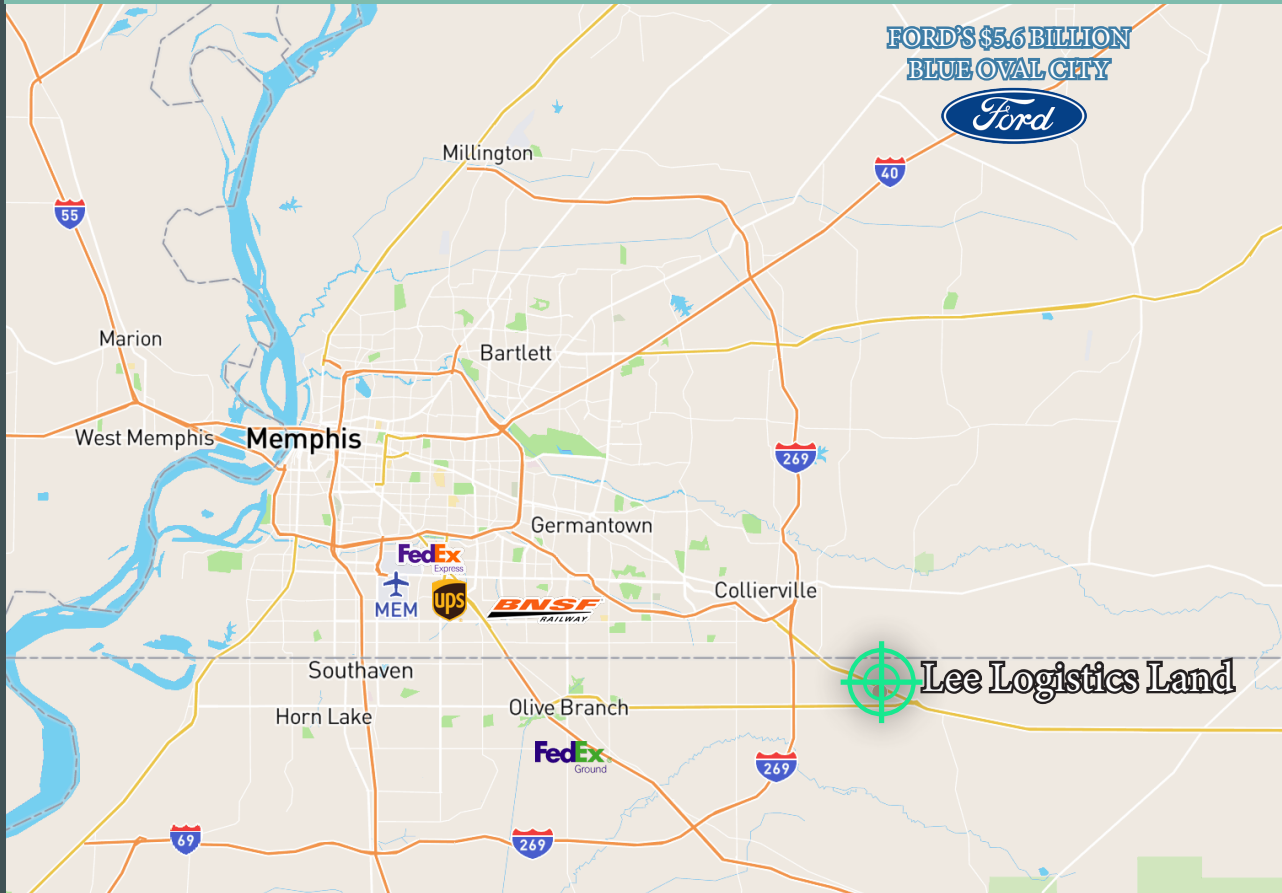 FORD'S $5.6 BILLION
BLUE OVAL CITY
Ford
Millington
40
55
Marion
Bartlett
West Memphis
Memphis
269
Germantown
FedEx
Express
MEM
ups
BNSF
RAILWAY
Collierville
Southaven
Lee Logistics Land
Horn Lake
Olive Branch
FedEx
Ground
269
69
269